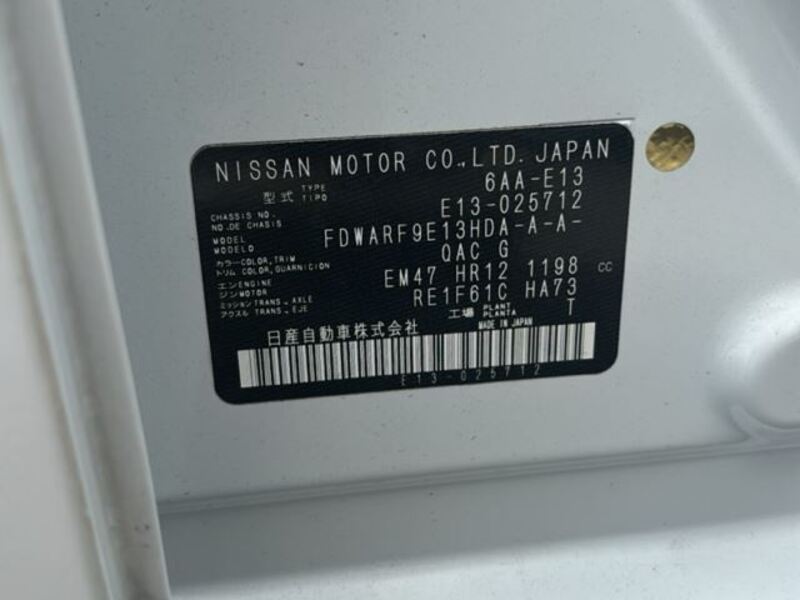 NISSAN MOTOR CO.,LTD. JAPAN
型式 TYPE TIPO 6AA-E13
CHASSIS NO. NO.DE CHASIS E13-025712
MODEL MODELO FDWARF9E13HDA-A-A-
カラー COLOR, TRIM トリム COLOR, GUARNICION QAC G
エンジン ENGINE MOTOR EM47 HR12 1198 CC
ミッション TRANS., AXLE アクスル TRANS., EJE RE1F61C HA73
工場 PLANT PLANTA T
日産自動車株式会社 MADE IN JAPAN
E13-025712